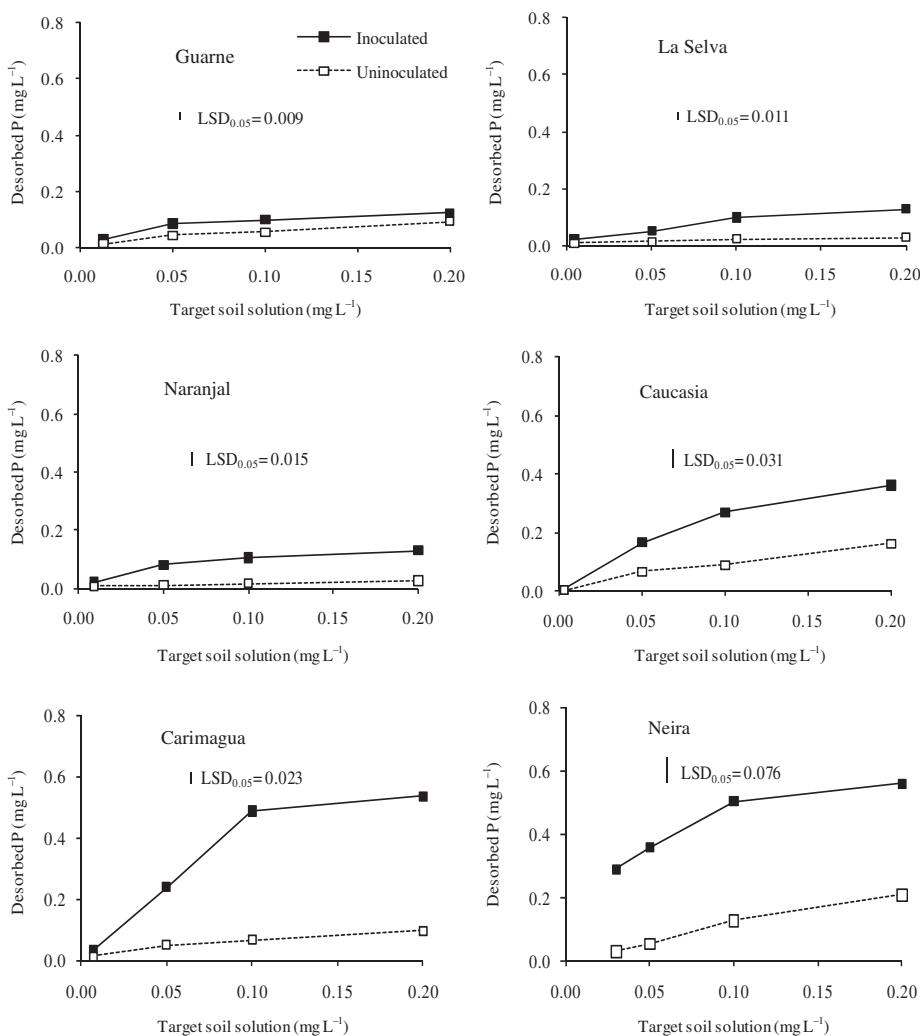 Guarne
Inoculated
Uninoculated
LSD0.05=0.009
Desorbed P (mg L−1)
0.8
0.6
0.4
0.2
0.0
0.00 0.05 0.10 0.15 0.20
Target soil solution (mg L−1)
La Selva
LSD0.05=0.011
Desorbed P (mg L−1)
0.8
0.6
0.4
0.2
0.0
0.00 0.05 0.10 0.15 0.20
Target soil solution (mg L−1)
Naranjal
LSD0.05=0.015
Desorbed P (mg L−1)
0.8
0.6
0.4
0.2
0.0
0.00 0.05 0.10 0.15 0.20
Target soil solution (mg L−1)
Caucasia
LSD0.05=0.031
Desorbed P (mg L−1)
0.8
0.6
0.4
0.2
0.0
0.00 0.05 0.10 0.15 0.20
Target soil solution (mg L−1)
Carimagua
LSD0.05=0.023
Desorbed P (mg L−1)
0.8
0.6
0.4
0.2
0.0
0.00 0.05 0.10 0.15 0.20
Target soil solution (mg L−1)
Neira
LSD0.05=0.076
Desorbed P (mg L−1)
0.8
0.6
0.4
0.2
0.0
0.00 0.05 0.10 0.15 0.20
Target soil solution (mg L−1)